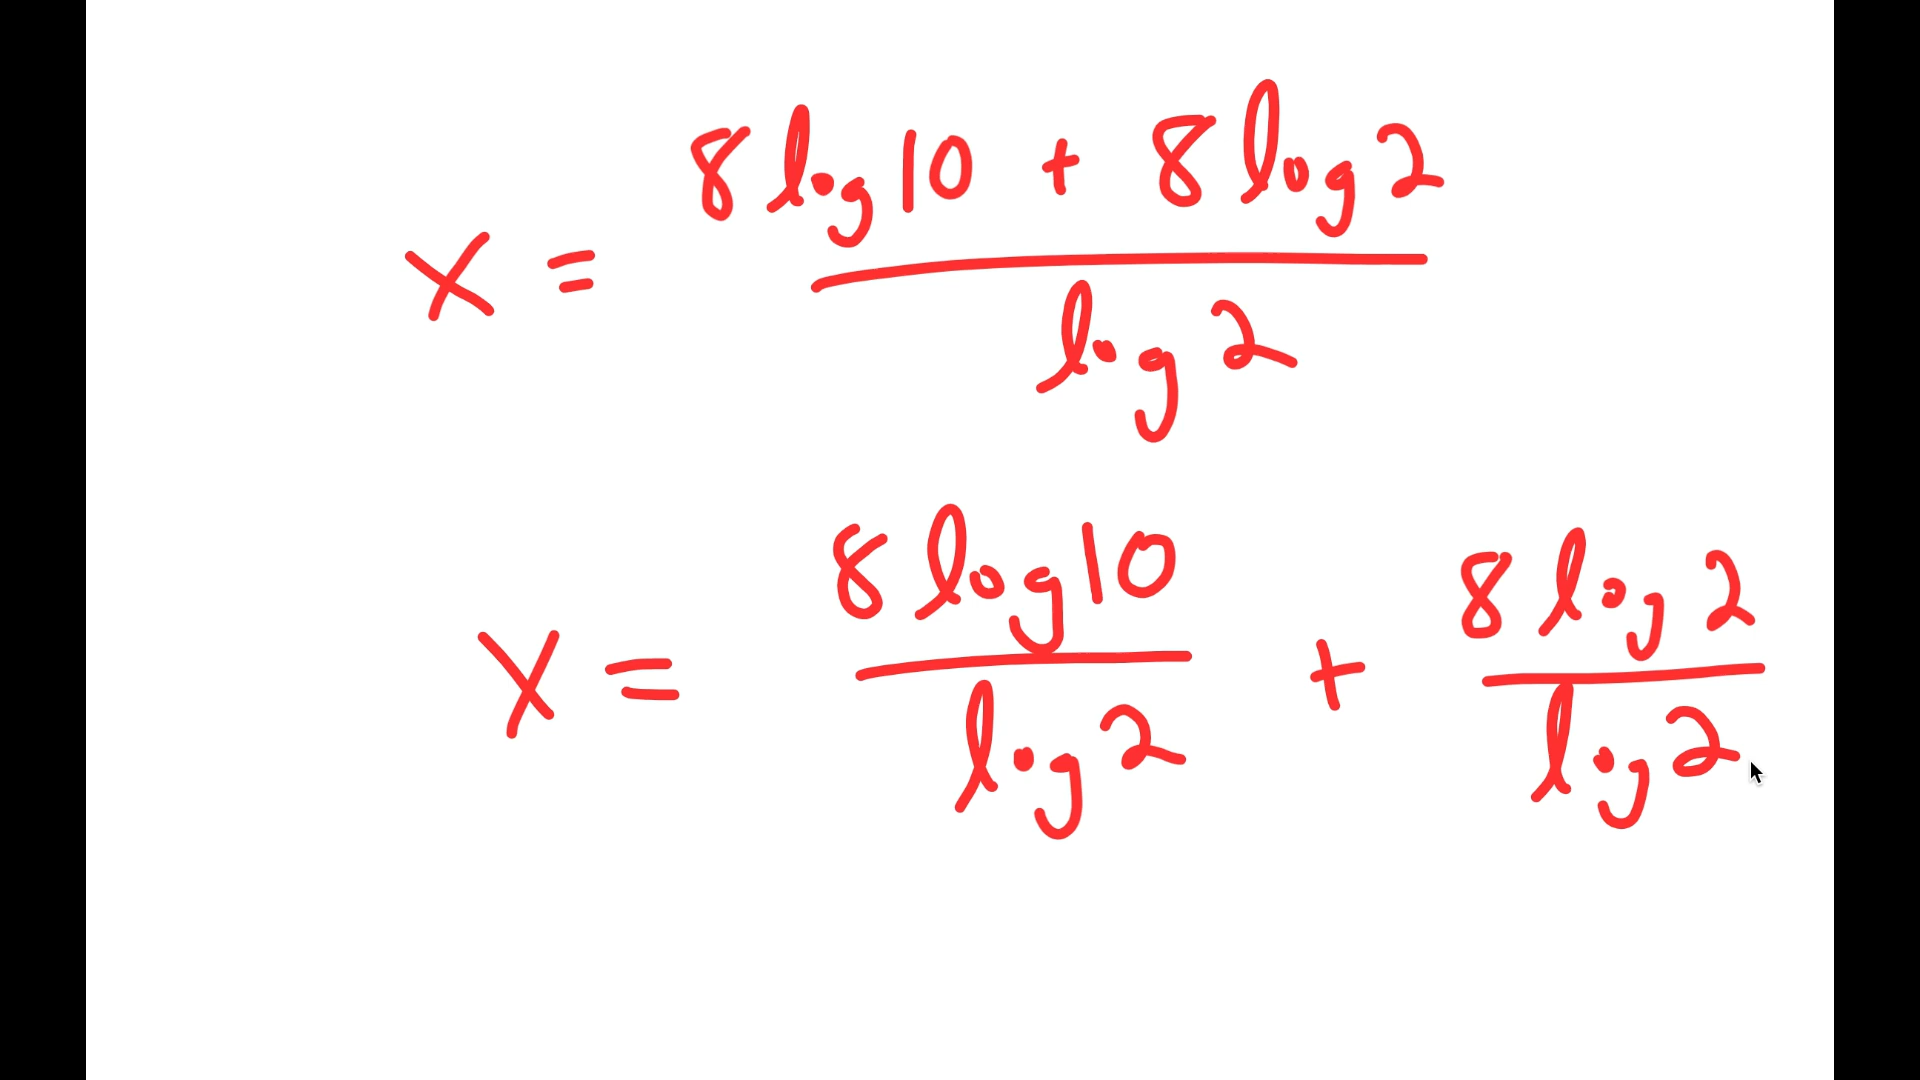 x = (8 log 10 + 8 log 2) / (log 2)
x = (8 log 10) / (log 2) + (8 log 2) / (log 2)